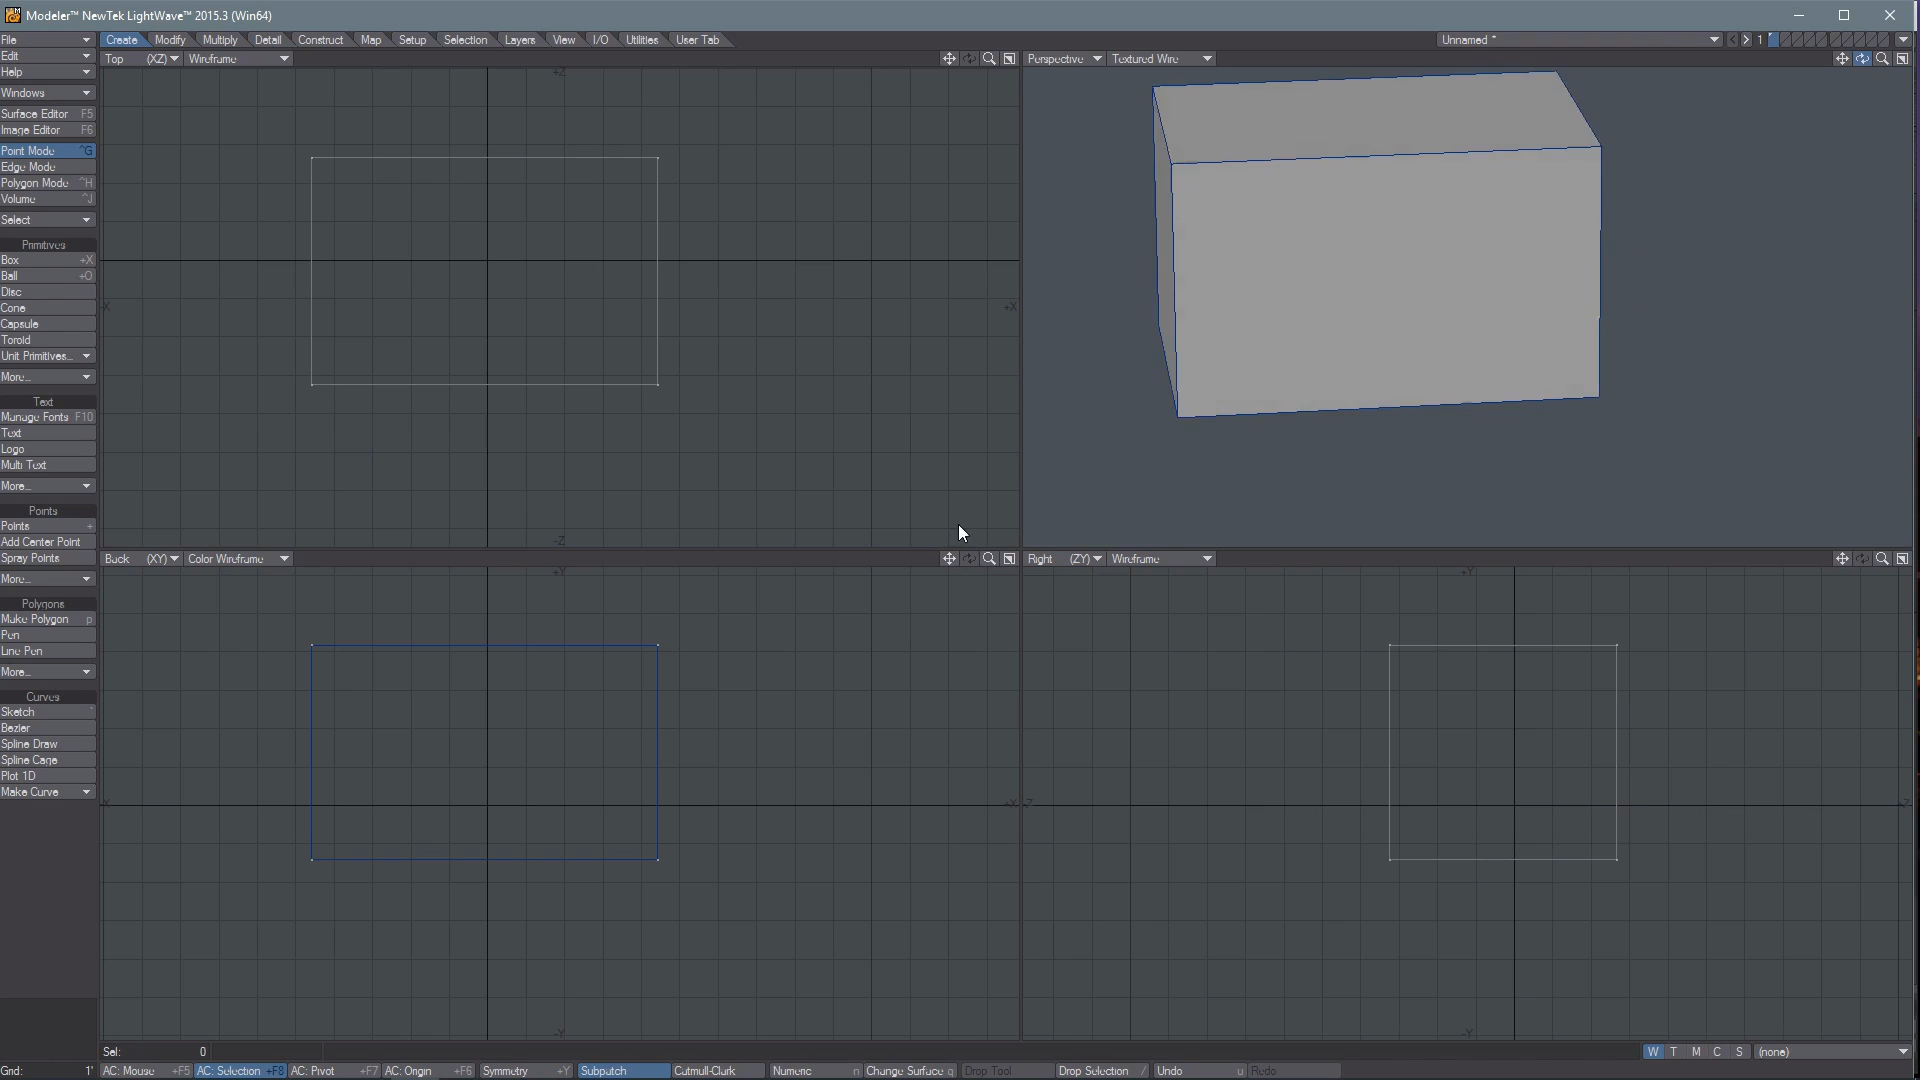 Modeler™ NewTek LightWave™ 2015.3 (Win64)
File Create Modify Multiply Detail Construct Map Setup Selection Layers View I/O Utilities User Tab Unnamed * 1
Edit Top (XZ) Wireframe Perspective Textured Wire
Help
Windows
Surface Editor F5
Image Editor F6
Point Mode ^G
Edge Mode
Polygon Mode ^H
Volume ^J
Select
Primitives
Box +X
Ball +O
Disc
Cone
Capsule
Toroid
Unit Primitives...
More...
Text
Manage Fonts F10
Text
Logo
Multi Text
More...
Points
Points +
Add Center Point
Spray Points
More...
Polygons
Make Polygon p
Pen
Line Pen
More...
Curves
Sketch `
Bezier
Spline Draw
Spline Cage
Plot 1D
Make Curve
+Z
-X +X
-Z
Back (XY) Color Wireframe Right (ZY) Wireframe
+Y +Y
-X +X -Z +Z
-Y -Y
Sel: 0 W T M C S (none)
Grid: 1' AC: Mouse +F5 AC: Selection +F8 AC: Pivot +F7 AC: Origin +F6 Symmetry +Y Subpatch Catmull-Clark Numeric n Change Surface q Drop Tool Drop Selection / Undo u Redo